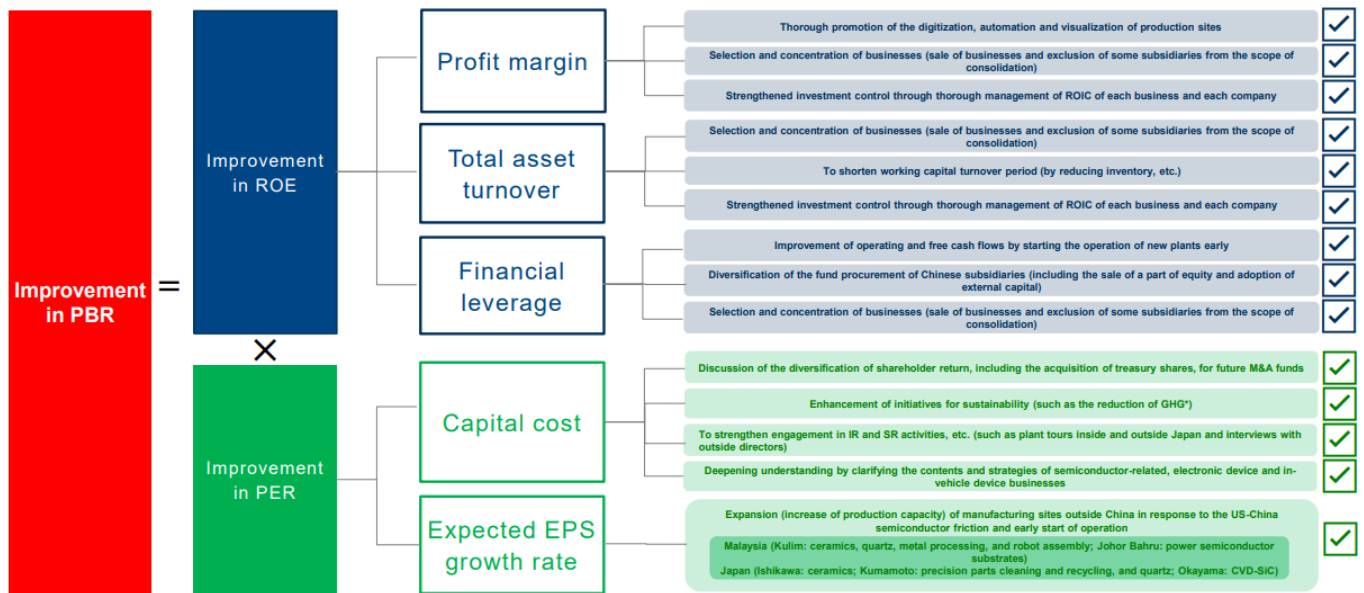 Improvement
in PBR
=
Improvement
in ROE
×
Improvement
in PER
Profit margin
Thorough promotion of the digitization, automation and visualization of production sites
Selection and concentration of businesses (sale of businesses and exclusion of some subsidiaries from the scope of
consolidation)
Strengthened investment control through thorough management of ROIC of each business and each company
Total asset
turnover
Selection and concentration of businesses (sale of businesses and exclusion of some subsidiaries from the scope of
consolidation)
To shorten working capital turnover period (by reducing inventory, etc.)
Strengthened investment control through thorough management of ROIC of each business and each company
Financial
leverage
Improvement of operating and free cash flows by starting the operation of new plants early
Diversification of the fund procurement of Chinese subsidiaries (including the sale of a part of equity and adoption of
external capital)
Selection and concentration of businesses (sale of businesses and exclusion of some subsidiaries from the scope of
consolidation)
Capital cost
Discussion of the diversification of shareholder return, including the acquisition of treasury shares, for future M&A funds
Enhancement of initiatives for sustainability (such as the reduction of GHG*)
To strengthen engagement in IR and SR activities, etc. (such as plant tours inside and outside Japan and interviews with
outside directors)
Deepening understanding by clarifying the contents and strategies of semiconductor-related, electronic device and in-
vehicle device businesses
Expected EPS
growth rate
Expansion (increase of production capacity) of manufacturing sites outside China in response to the US-China
semiconductor friction and early start of operation
Malaysia (Kulim: ceramics, quartz, metal processing, and robot assembly; Johor Bahru: power semiconductor
substrates)
Japan (Ishikawa: ceramics; Kumamoto: precision parts cleaning and recycling, and quartz; Okayama: CVD-SiC)